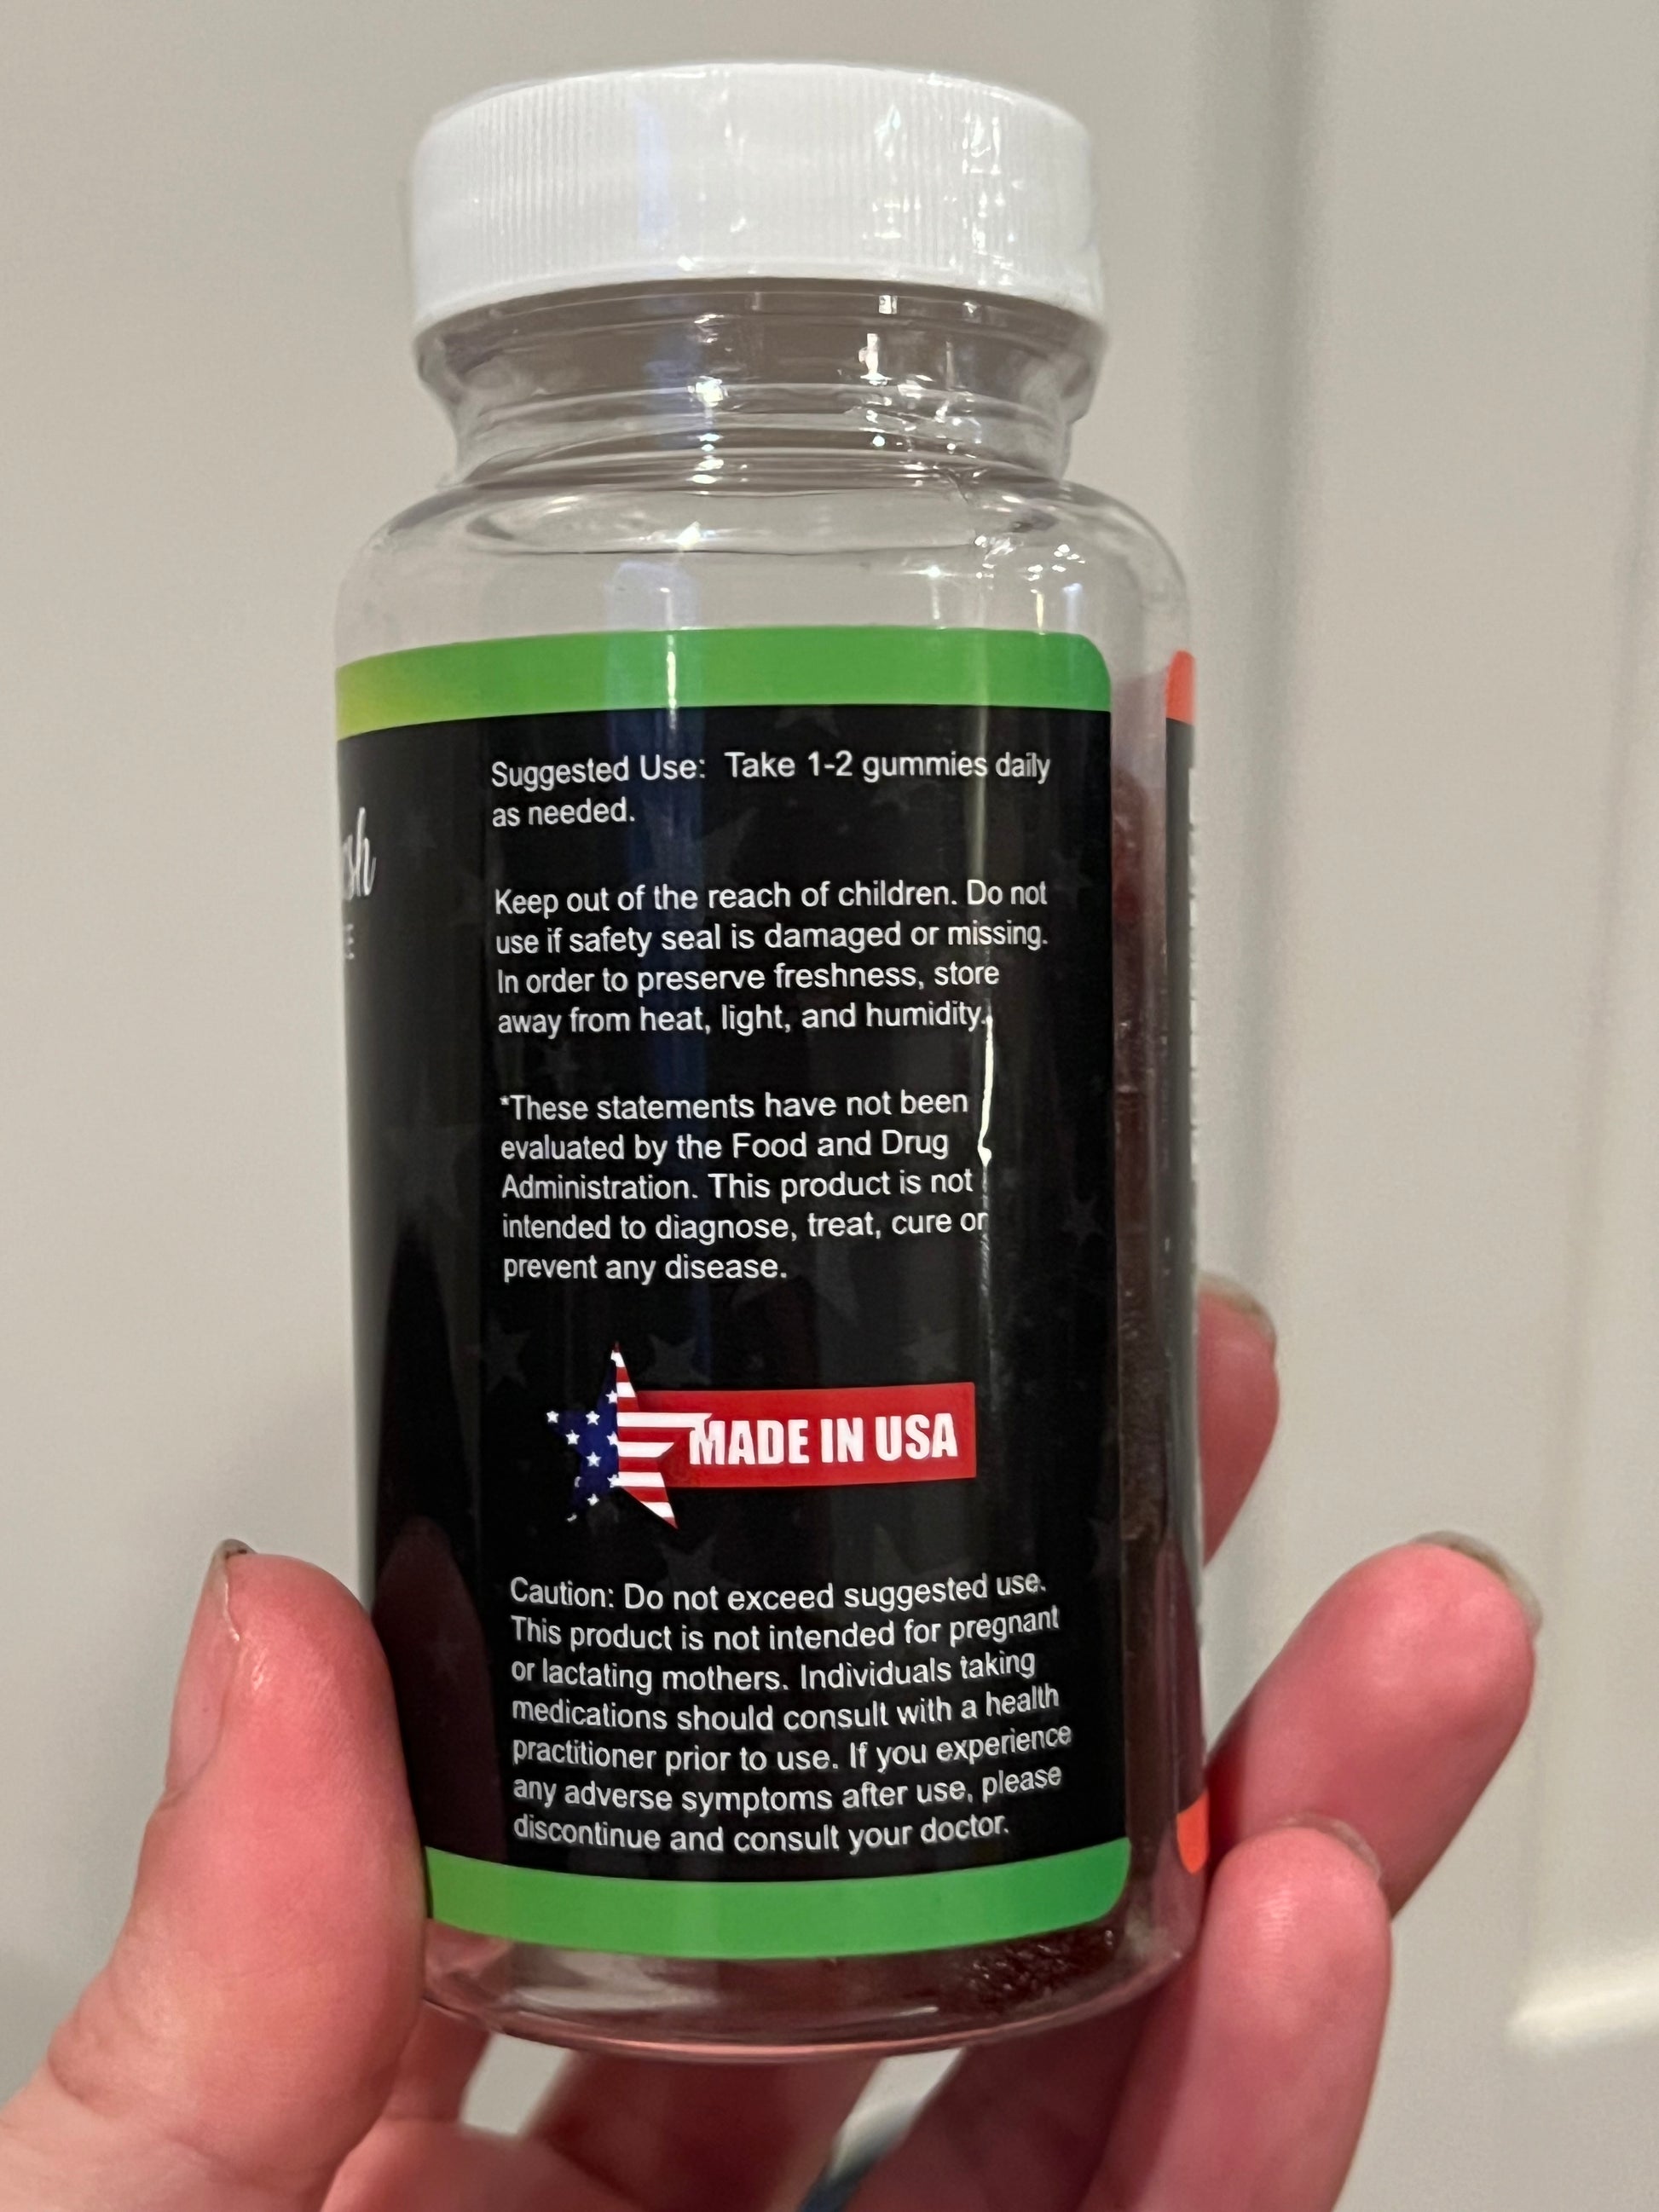 Suggested Use: Take 1-2 gummies daily
as needed.
Keep out of the reach of children. Do not
use if safety seal is damaged or missing.
In order to preserve freshness, store
away from heat, light, and humidity.
*These statements have not been
evaluated by the Food and Drug
Administration. This product is not
intended to diagnose, treat, cure or
prevent any disease.
MADE IN USA
Caution: Do not exceed suggested use.
This product is not intended for pregnant
or lactating mothers. Individuals taking
medications should consult with a health
practitioner prior to use. If you experience
any adverse symptoms after use, please
discontinue and consult your doctor.